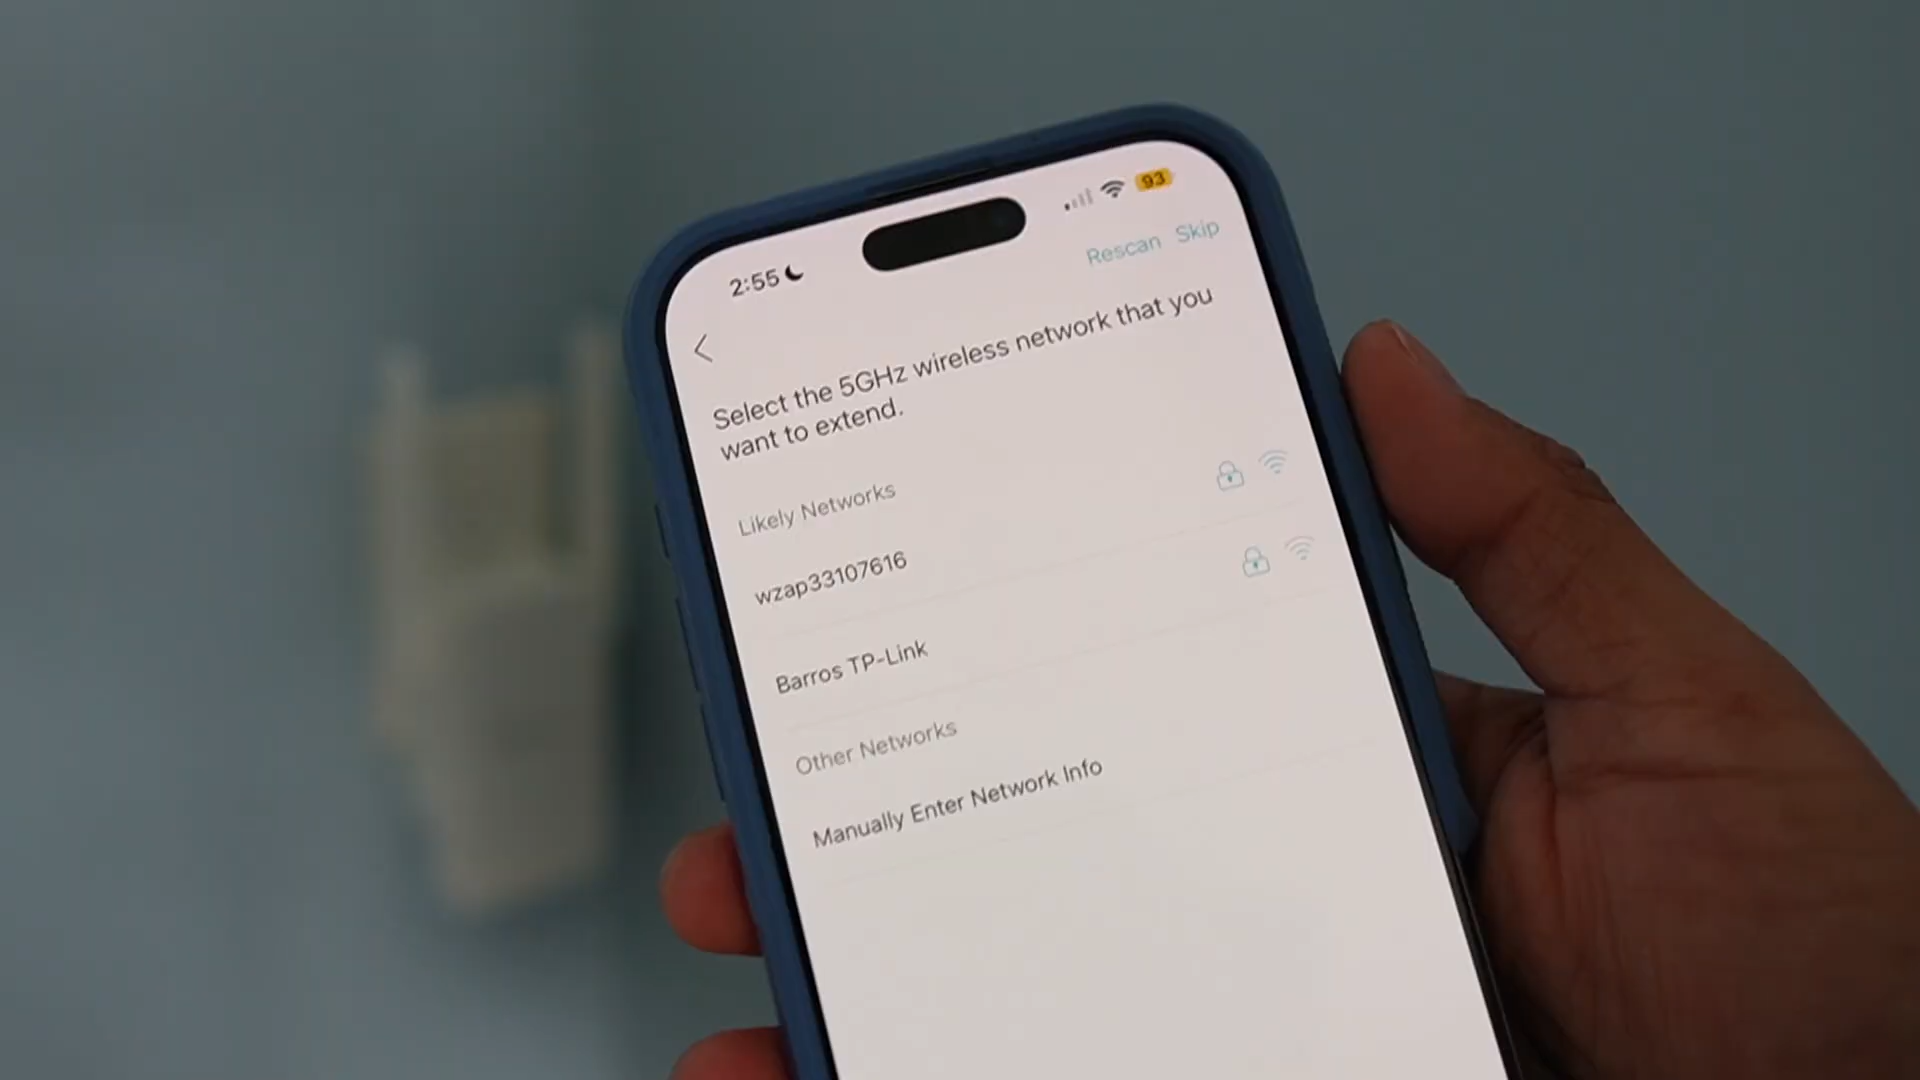 2:55
93
Rescan Skip
Select the 5GHz wireless network that you
want to extend.
Likely Networks
wzap33107616
Barros TP-Link
Other Networks
Manually Enter Network Info